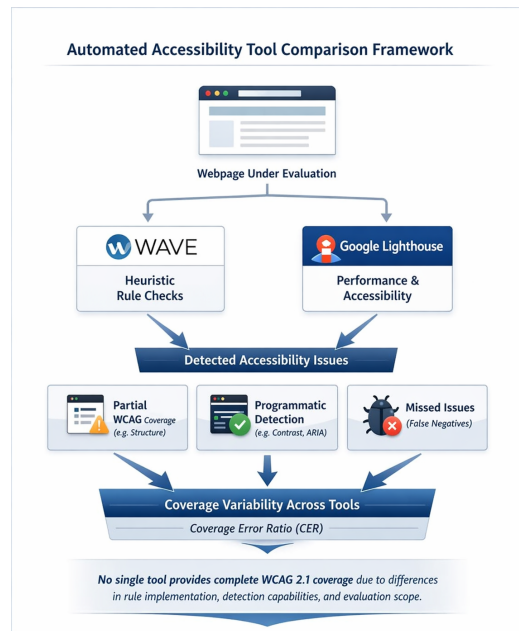 Automated Accessibility Tool Comparison Framework
Webpage Under Evaluation
WAVE
Heuristic
Rule Checks
Google Lighthouse
Performance &
Accessibility
Detected Accessibility Issues
Partial
WCAG Coverage
(e.g. Structure)
Programmatic
Detection
(e.g. Contrast, ARIA)
Missed Issues
(False Negatives)
Coverage Variability Across Tools
Coverage Error Ratio (CER)
No single tool provides complete WCAG 2.1 coverage due to differences
in rule implementation, detection capabilities, and evaluation scope.